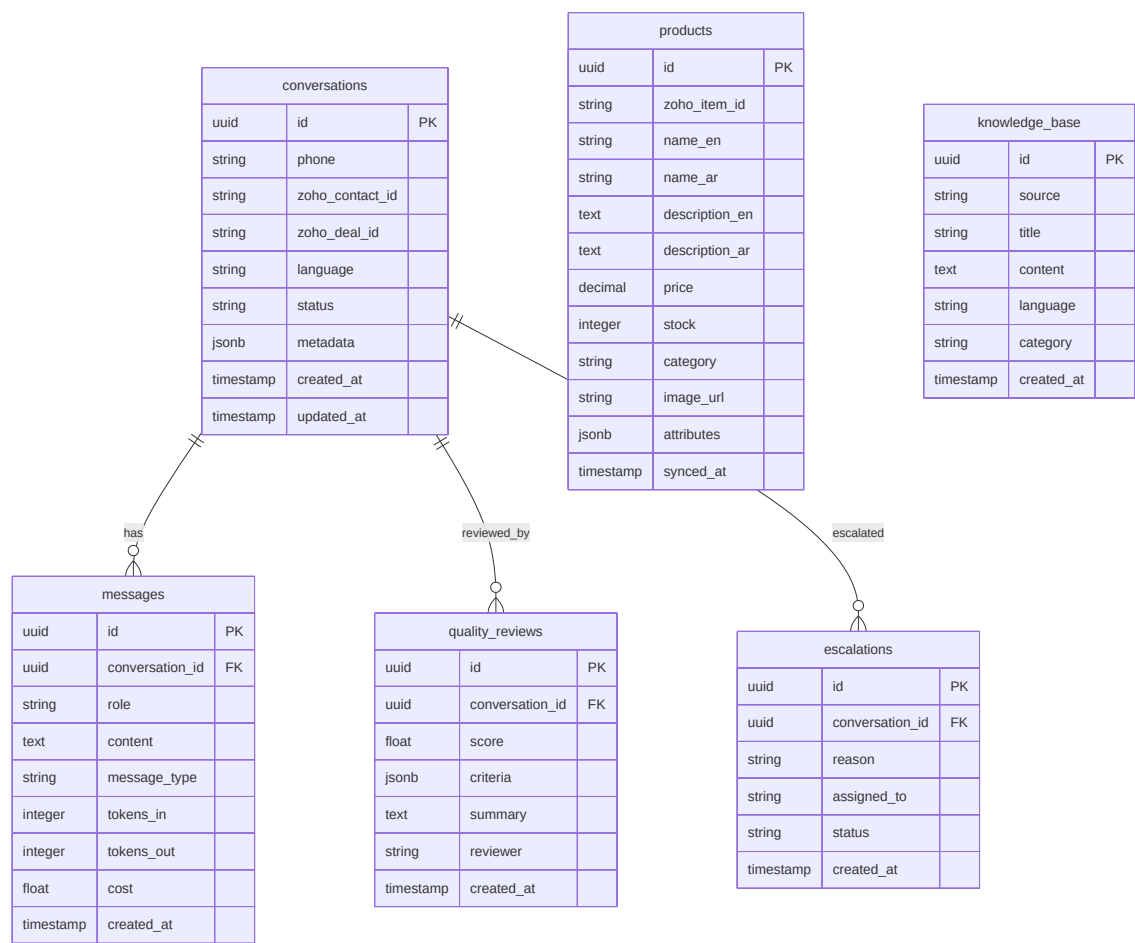 products
uuid id PK
string zoho_item_id
string name_en
string name_ar
text description_en
text description_ar
decimal price
integer stock
string category
string image_url
jsonb attributes
timestamp synced_at
conversations
uuid id PK
string phone
string zoho_contact_id
string zoho_deal_id
string language
string status
jsonb metadata
timestamp created_at
timestamp updated_at
knowledge_base
uuid id PK
string source
string title
text content
string language
string category
timestamp created_at
has
reviewed_by
escalated
messages
uuid id PK
uuid conversation_id FK
string role
text content
string message_type
integer tokens_in
integer tokens_out
float cost
timestamp created_at
quality_reviews
uuid id PK
uuid conversation_id FK
float score
jsonb criteria
text summary
string reviewer
timestamp created_at
escalations
uuid id PK
uuid conversation_id FK
string reason
string assigned_to
string status
timestamp created_at